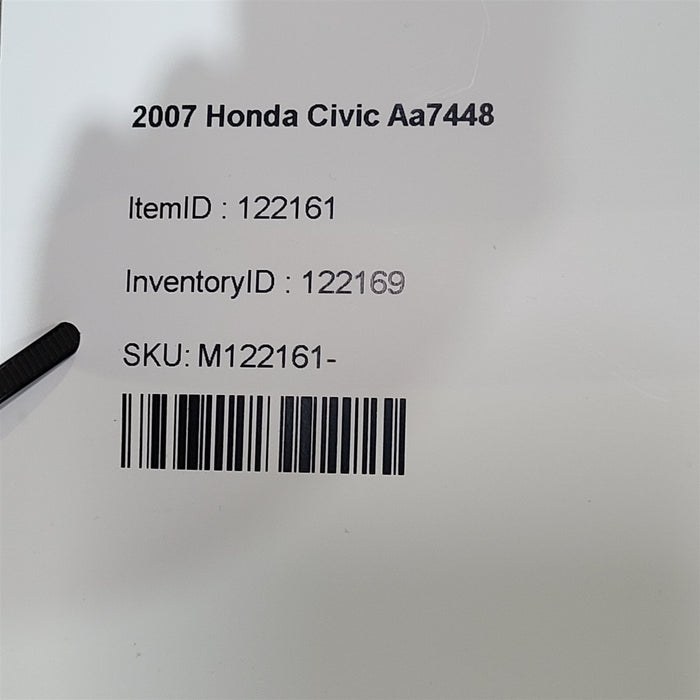 2007 Honda Civic Aa7448
ItemID : 122161
InventoryID : 122169
SKU: M122161-